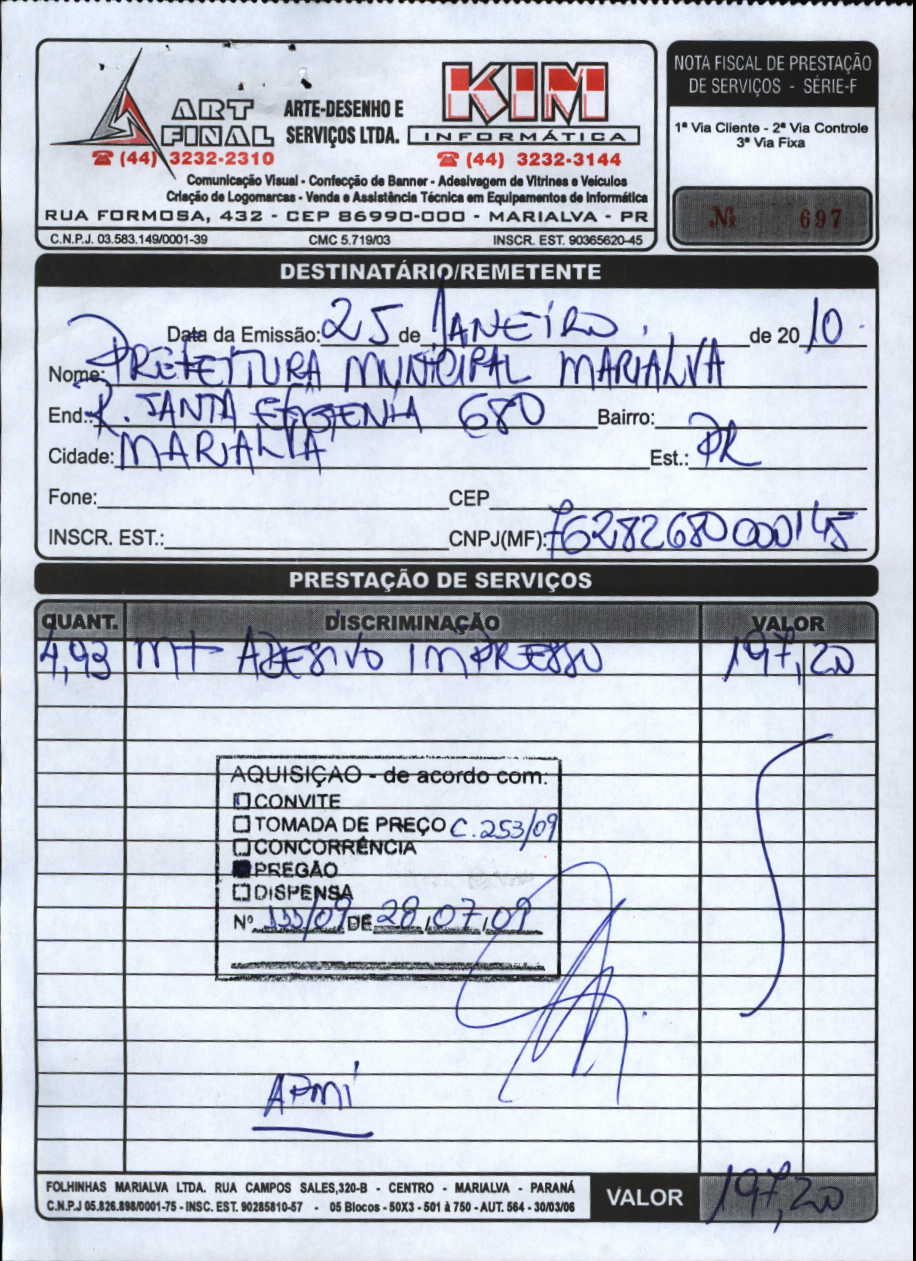 ART FINAL
ARTE-DESENHO E SERVIÇOS LTDA.
KIM INFORMÁTICA
(44) 3232-2310
(44) 3232-3144
Comunicação Visual - Confecção de Banner - Adesivagem de Vitrines e Veículos
Criação de Logomarcas - Venda e Assistência Técnica em Equipamentos de Informática
RUA FORMOSA, 432 - CEP 86990-000 - MARIALVA - PR
C.N.P.J. 03.583.149/0001-39 CMC 5.719/03 INSCR. EST. 90365620-45
NOTA FISCAL DE PRESTAÇÃO
DE SERVIÇOS - SÉRIE-F
1ª Via Cliente - 2ª Via Controle
3ª Via Fixa
Nº 697
DESTINATÁRIO/REMETENTE
Data da Emissão: 25 de JANEIRO de 2010
Nome: PREFEITURA MUNICIPAL MARIALVA
End.: R SANTA EFIGENIA 680 Bairro:
Cidade: MARIALVA Est.: PR
Fone: CEP
INSCR. EST.: CNPJ(MF): 76282680000145
PRESTAÇÃO DE SERVIÇOS
QUANT. DISCRIMINAÇÃO VALOR
4,93 Mt ADESIVO IMPRESSO 197,20
AQUISIÇAO - de acordo com:
CONVITE
TOMADA DE PREÇO C. 253/09
CONCORRÊNCIA
PREGÃO
DISPENSA
Nº /09 DE 28/07/09
APMI
FOLHINHAS MARIALVA LTDA. RUA CAMPOS SALES,320-B - CENTRO - MARIALVA - PARANÁ
C.N.P.J 05.826.898/0001-75 - INSC. EST. 90285810-57 - 05 Blocos - 50X3 - 501 à 750 - AUT. 564 - 30/03/06
VALOR 197,20